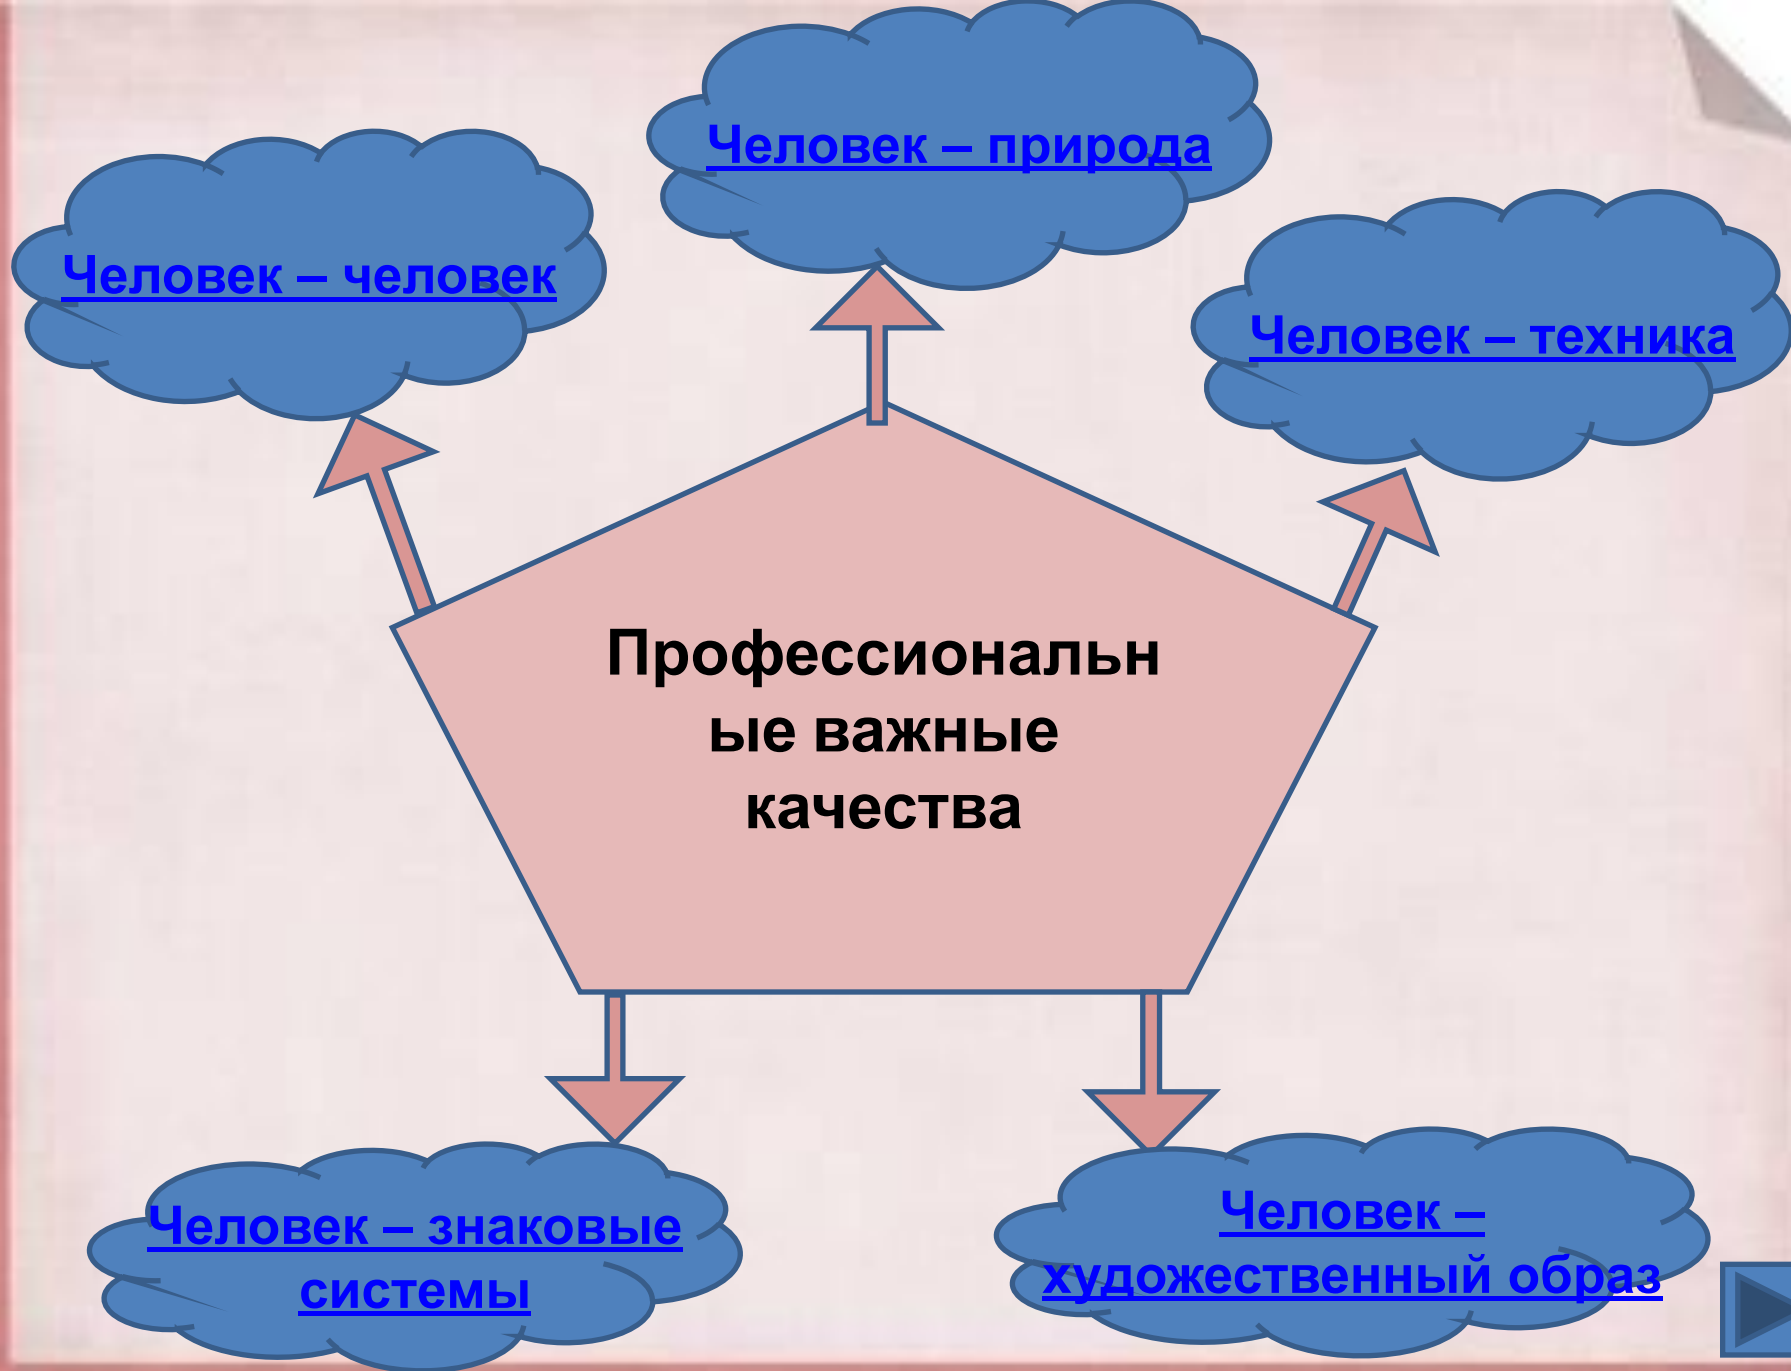 Человек – природа
Человек – человек
Человек – техника
Профессиональн
ые важные
качества
Человек – знаковые
системы
Человек –
художественный образ